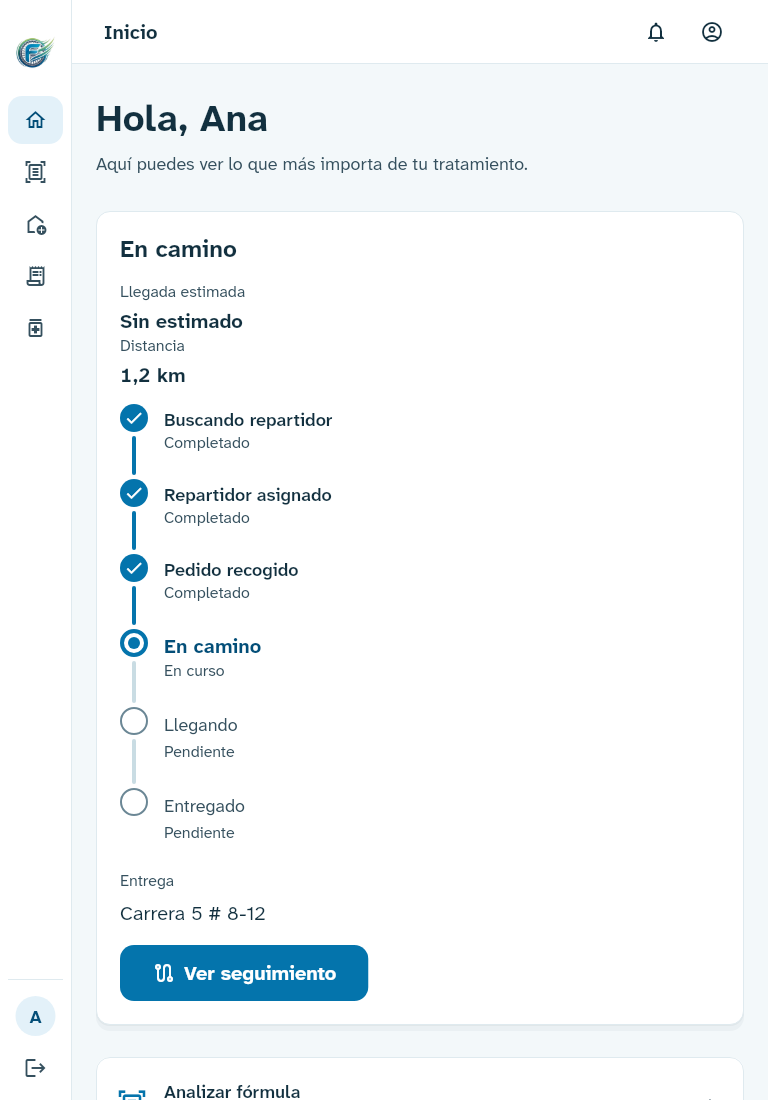 Inicio
Hola, Ana
Aquí puedes ver lo que más importa de tu tratamiento.
En camino
Llegada estimada
Sin estimado
Distancia
1,2 km
Buscando repartidor
Completado
Repartidor asignado
Completado
Pedido recogido
Completado
En camino
En curso
Llegando
Pendiente
Entregado
Pendiente
Entrega
Carrera 5 # 8-12
Ver seguimiento
A
Analizar fórmula